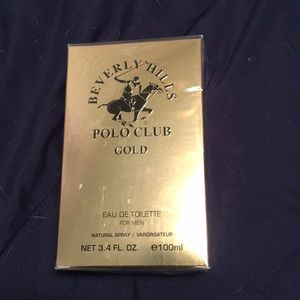 BEVERLY HILLS
POLO CLUB
GOLD
EAU DE TOILETTE
FOR MEN
NATURAL SPRAY / VAPORISATEUR
NET 3.4 FL. OZ. ℮100ml